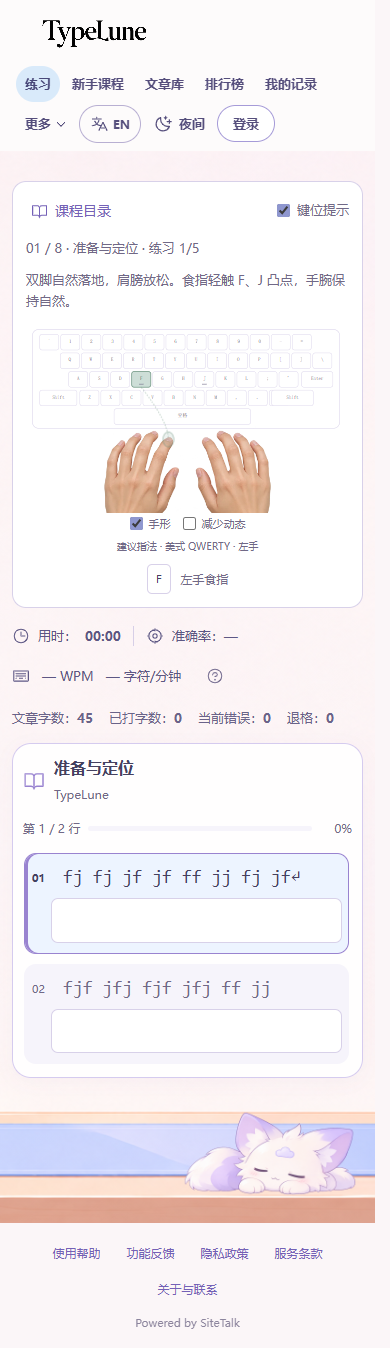 TypeLune
练习 新手课程 文章库 排行榜 我的记录
更多 EN 夜间 登录
课程目录 键位提示
01 / 8 · 准备与定位 · 练习 1/5
双脚自然落地，肩膀放松。食指轻触 F、J 凸点，手腕保
持自然。
手形 减少动态
建议指法 · 美式 QWERTY · 左手
F 左手食指
用时： 00:00 准确率：—
— WPM — 字符/分钟
文章字数：45 已打字数：0 当前错误：0 退格：0
准备与定位
TypeLune
第 1 / 2 行 0%
01 fj fj jf jf ff jj fj jf↵
02 fjf jfj fjf jfj ff jj
使用帮助 功能反馈 隐私政策 服务条款
关于与联系
Powered by SiteTalk